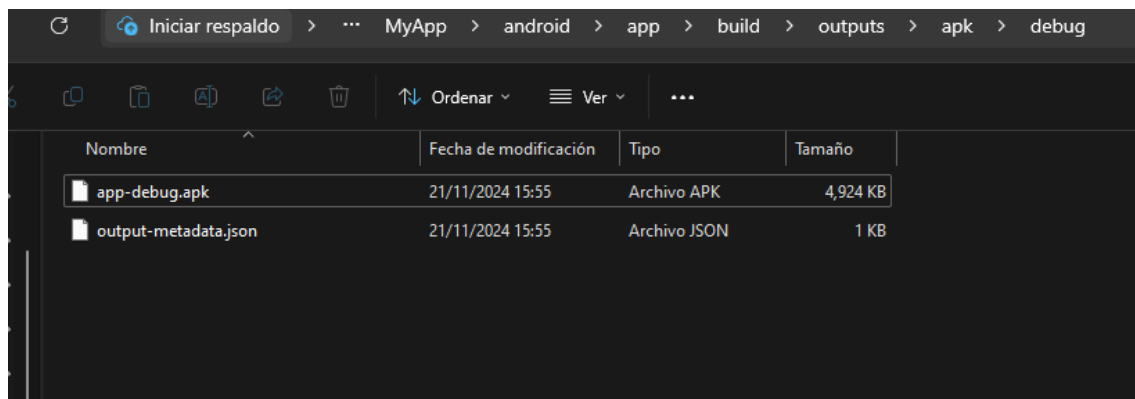 Iniciar respaldo > ... MyApp > android > app > build > outputs > apk > debug
Ordenar Ver ...
Nombre Fecha de modificación Tipo Tamaño
app-debug.apk 21/11/2024 15:55 Archivo APK 4,924 KB
output-metadata.json 21/11/2024 15:55 Archivo JSON 1 KB